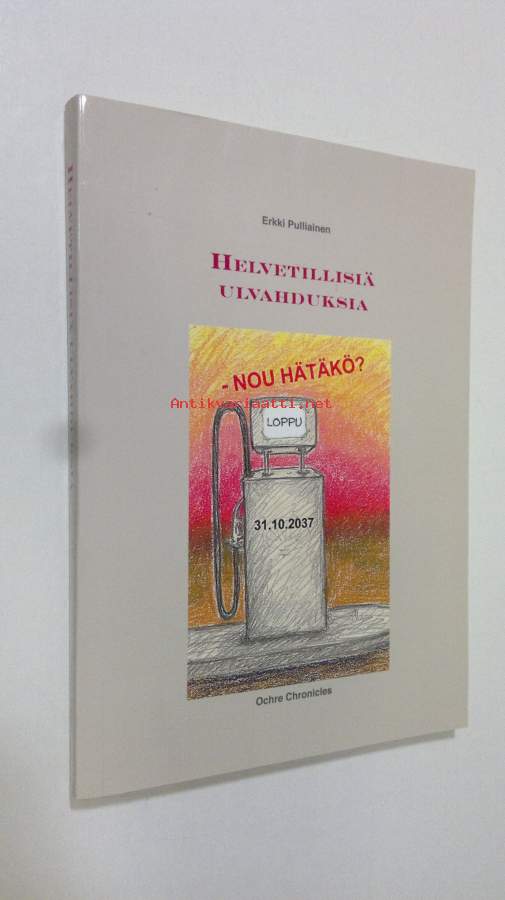 Erkki Pulliainen
HELVETILLISIÄ
ULVAHDUKSIA
- NOU HÄTÄKÖ?
Antikvariaatti.net
LOPPU
31.10.2037
Ochre Chronicles